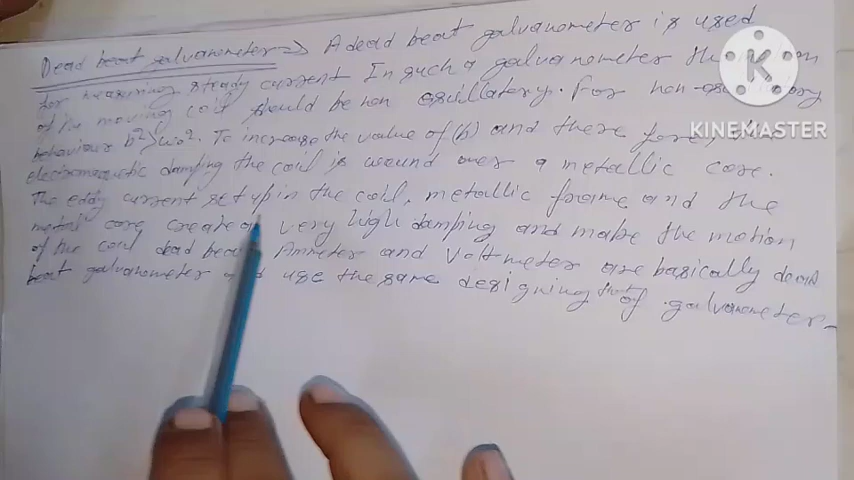 Dead beat galvanometer => A dead beat galvanometer is used
for measuring steady current In such a galvanometer the
of the moving coil should be non oscillatory. For non-
behaviour b²>wo². To increase the value of (b) and there fore,
electromagnetic damping the coil is wound over a metallic core.
The eddy current set up in the coil, metallic frame and the
metal core create a very high damping and make the motion
of the coil dead beat Ammeter and Voltmeter are basically dead
beat galvanometer and use the same designing that of galvanometer.
KINEMASTER